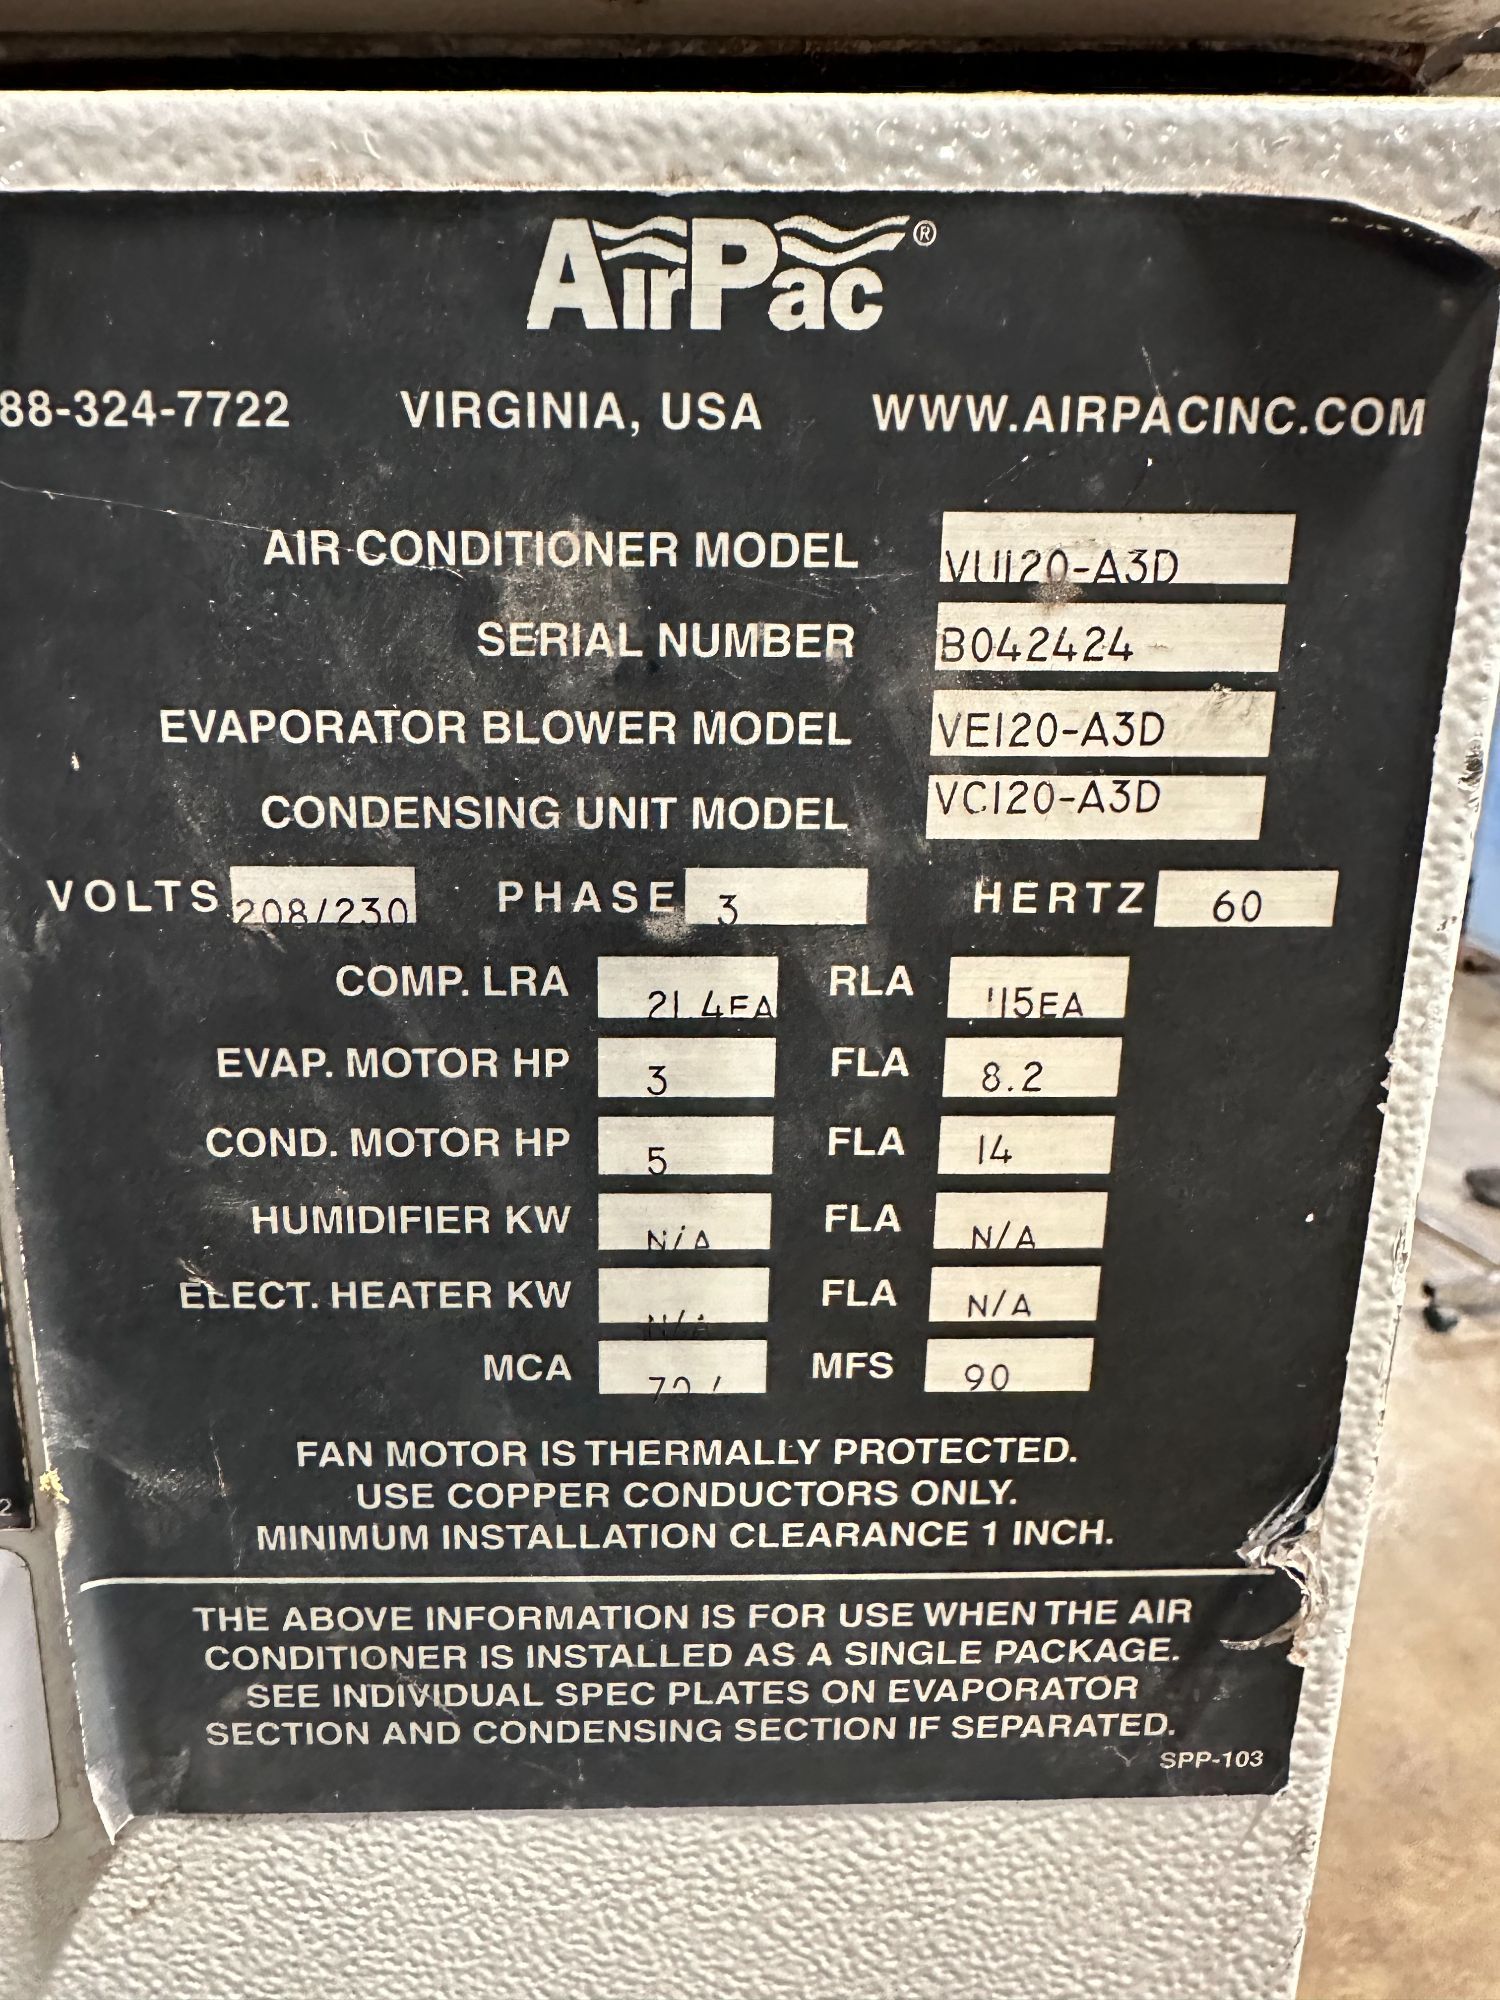 AirPac®
88-324-7722 VIRGINIA, USA WWW.AIRPACINC.COM
AIR CONDITIONER MODEL VU120-A3D
SERIAL NUMBER B042424
EVAPORATOR BLOWER MODEL VE120-A3D
CONDENSING UNIT MODEL VC120-A3D
VOLTS 208/230 PHASE 3 HERTZ 60
COMP. LRA 21.4EA RLA 115EA
EVAP. MOTOR HP 3 FLA 8.2
COND. MOTOR HP 5 FLA 14
HUMIDIFIER KW N/A FLA N/A
ELECT. HEATER KW N/A FLA N/A
MCA MFS 90
FAN MOTOR IS THERMALLY PROTECTED.
USE COPPER CONDUCTORS ONLY.
MINIMUM INSTALLATION CLEARANCE 1 INCH.
THE ABOVE INFORMATION IS FOR USE WHEN THE AIR
CONDITIONER IS INSTALLED AS A SINGLE PACKAGE.
SEE INDIVIDUAL SPEC PLATES ON EVAPORATOR
SECTION AND CONDENSING SECTION IF SEPARATED.
SPP-103
2